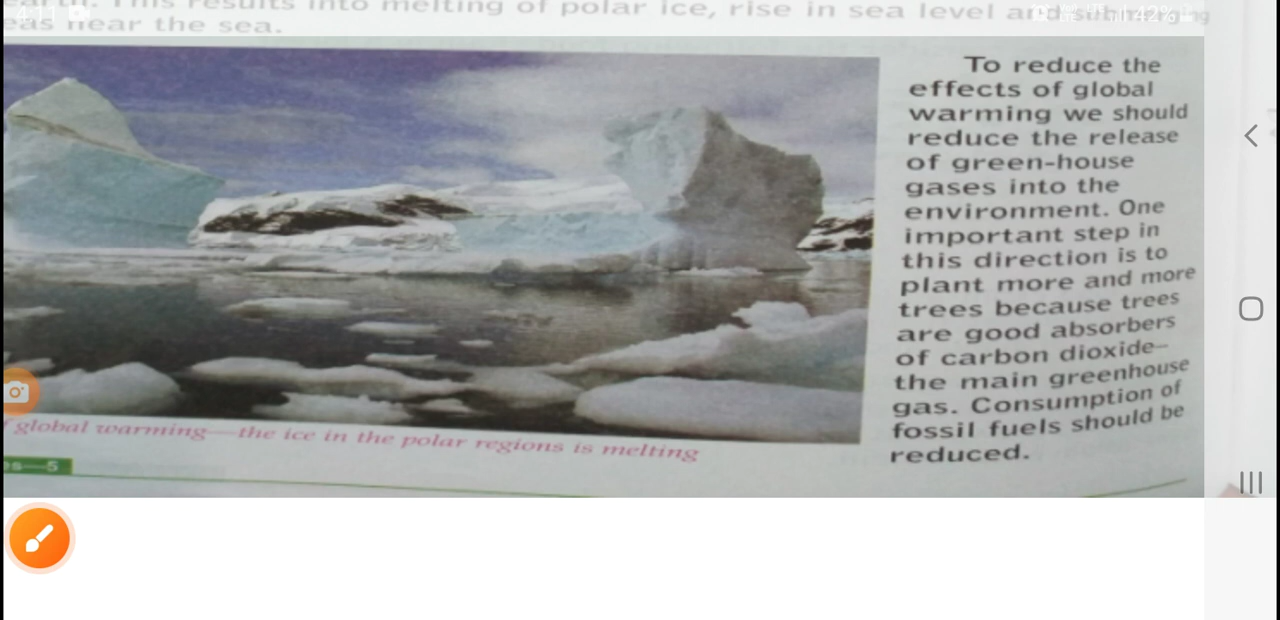 This results into melting of polar ice, rise in sea level
eas near the sea.
4:11
42%
To reduce the
effects of global
warming we should
reduce the release
of green-house
gases into the
environment. One
important step in
this direction is to
plant more and more
trees because trees
are good absorbers
of carbon dioxide—
the main greenhouse
gas. Consumption of
fossil fuels should be
reduced.
global warming—the ice in the polar regions is melting
es—5